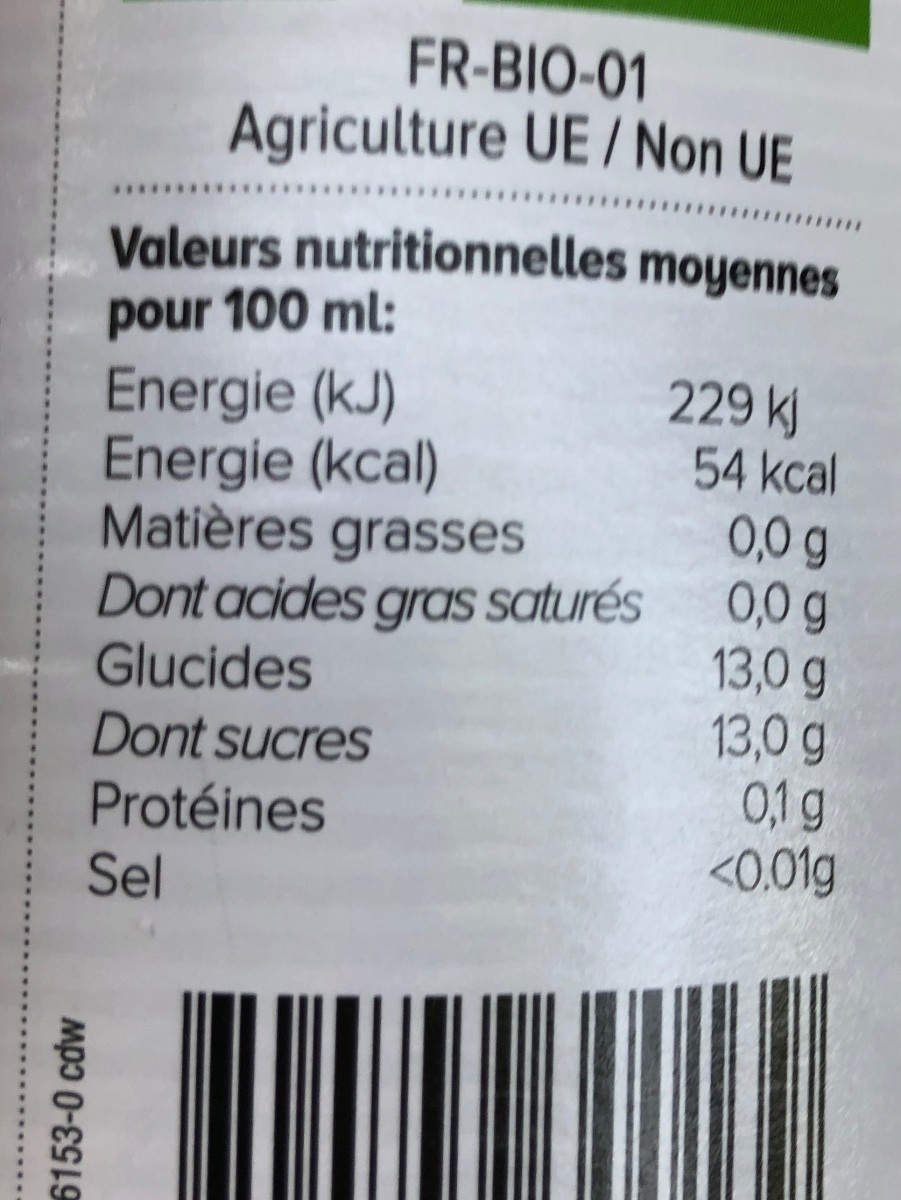 FR-BIO-01
Agriculture UE / Non UE
Valeurs nutritionnelles moyennes
pour 100 ml:
Energie (kJ) 229 kj
Energie (kcal) 54 kcal
Matières grasses 0,0 g
Dont acides gras saturés 0,0 g
Glucides 13,0 g
Dont sucres 13,0 g
Protéines 0,1 g
Sel <0.01g
6153-0 cdw